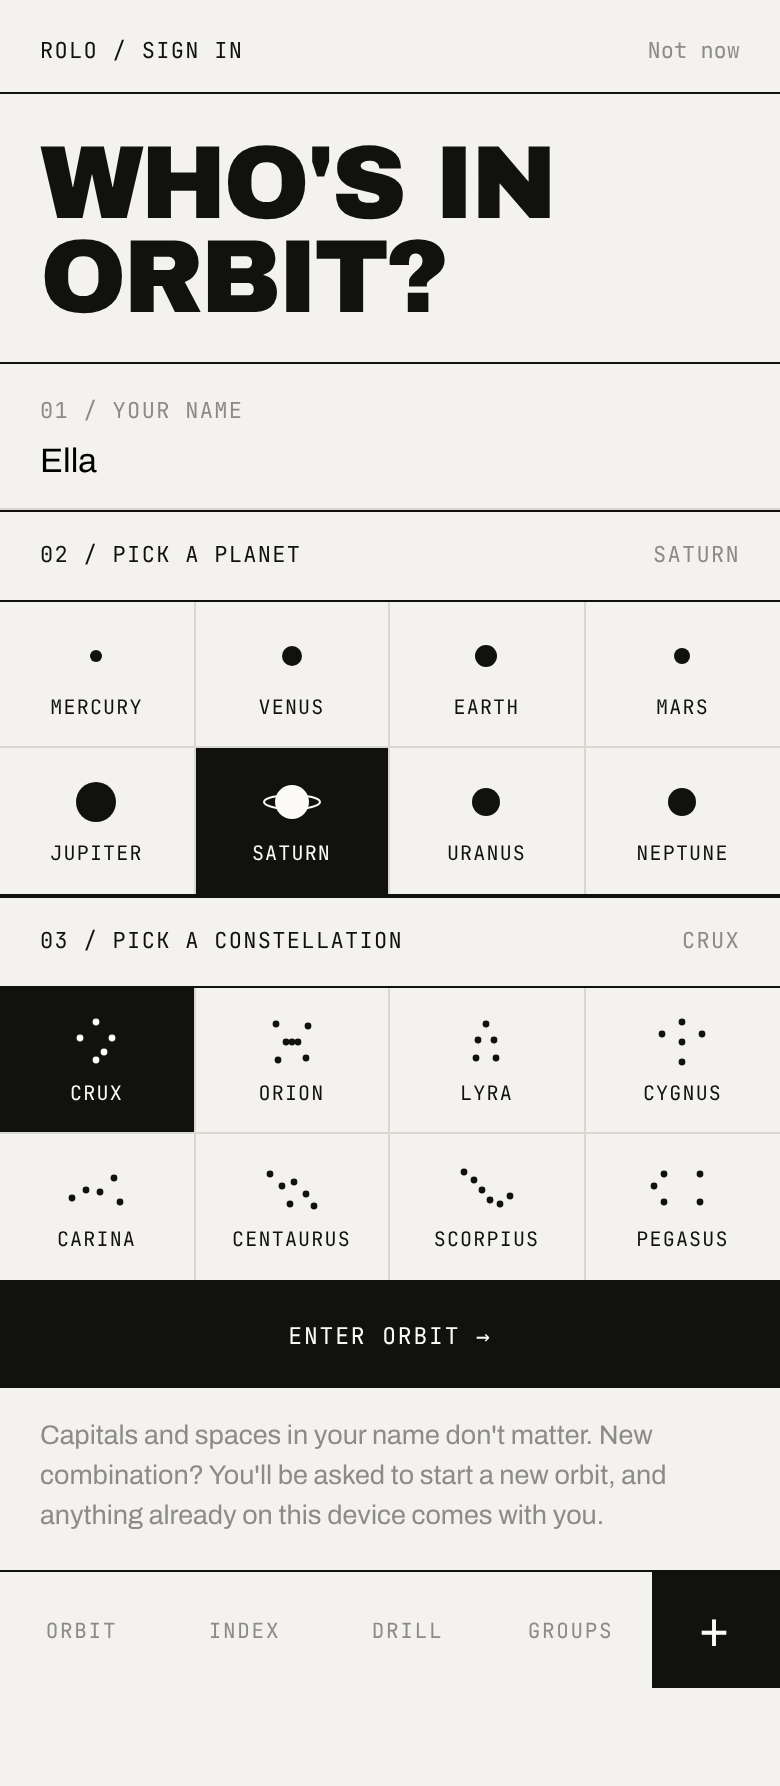 ROLO / SIGN IN
Not now
WHO'S IN
ORBIT?
01 / YOUR NAME
Ella
02 / PICK A PLANET
SATURN
MERCURY
VENUS
EARTH
MARS
JUPITER
SATURN
URANUS
NEPTUNE
03 / PICK A CONSTELLATION
CRUX
CRUX
ORION
LYRA
CYGNUS
CARINA
CENTAURUS
SCORPIUS
PEGASUS
ENTER ORBIT →
Capitals and spaces in your name don't matter. New
combination? You'll be asked to start a new orbit, and
anything already on this device comes with you.
ORBIT
INDEX
DRILL
GROUPS
+